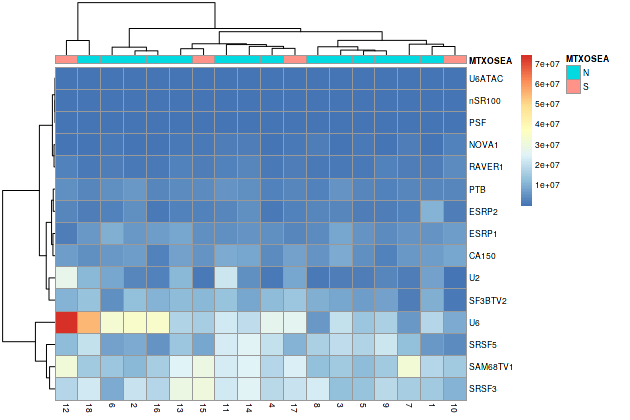 MTXOSEA
U6ATAC
nSR100
PSF
NOVA1
RAVER1
PTB
ESRP2
ESRP1
CA150
U2
SF3BTV2
U6
SRSF5
SAM68TV1
SRSF3
12 18 6 2 16 13 15 11 14 4 17 8 3 5 9 7 1 10
7e+07
6e+07
5e+07
4e+07
3e+07
2e+07
1e+07
MTXOSEA
N
S